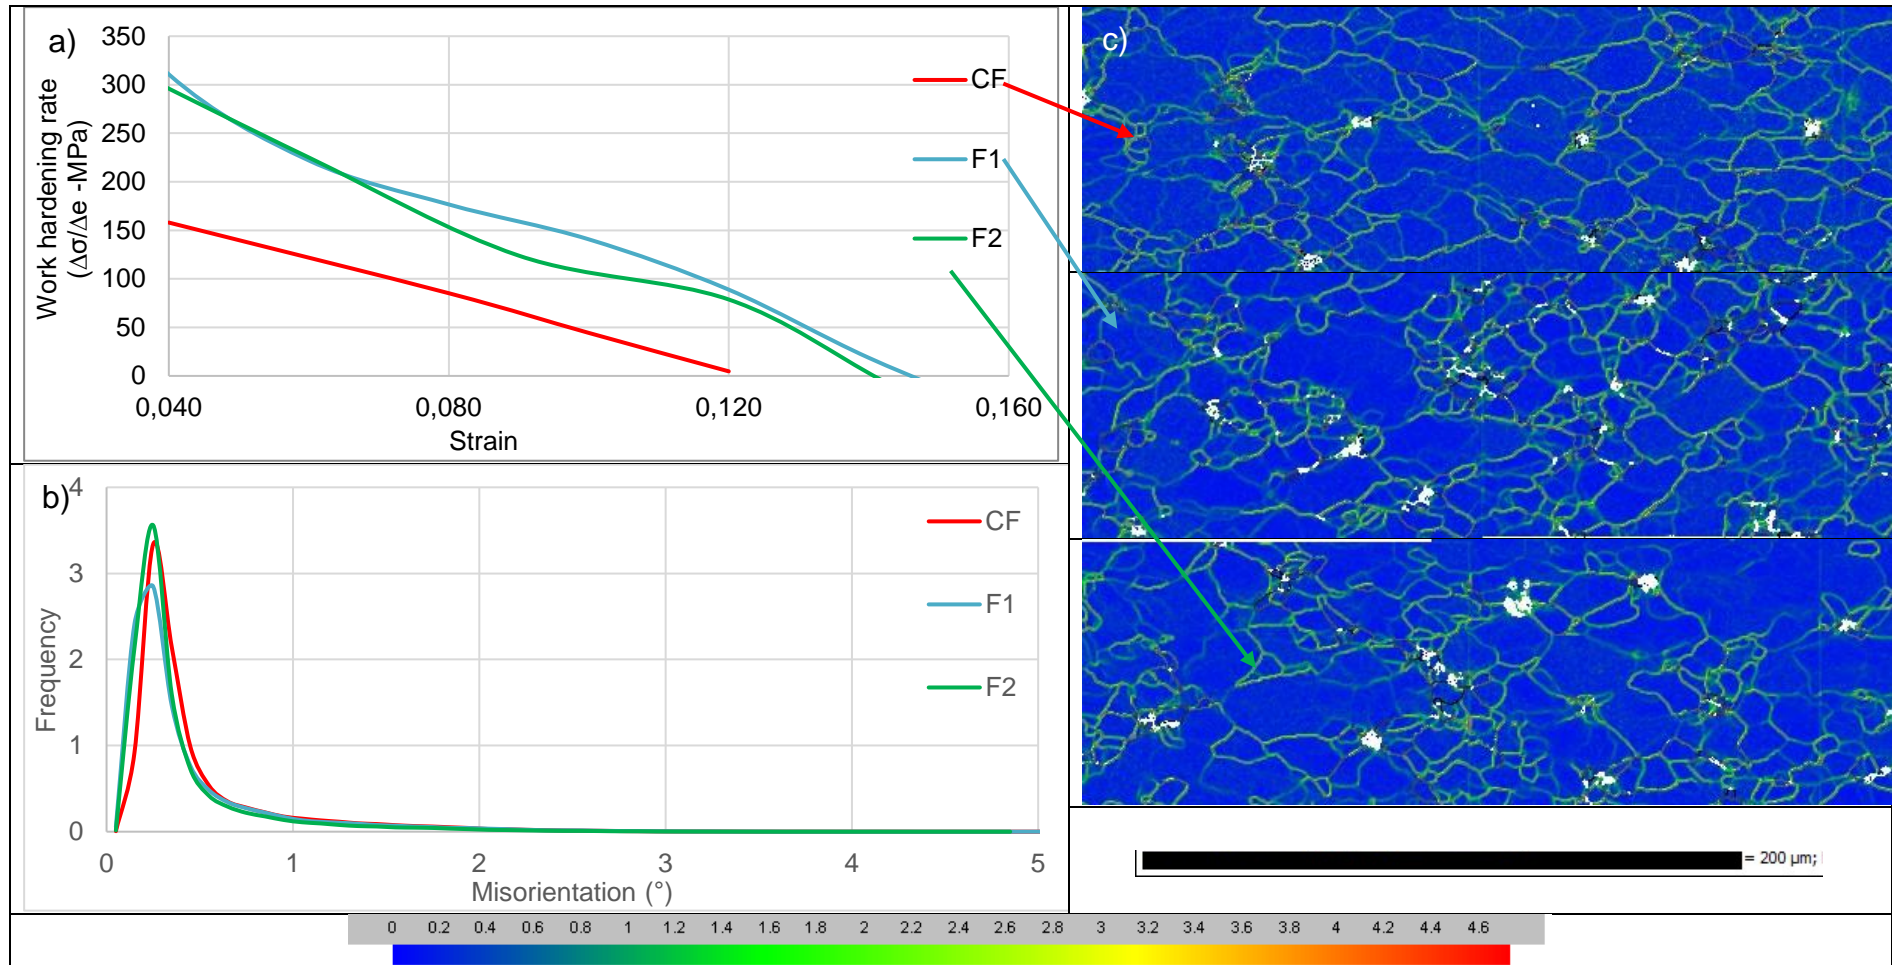 a)
350
300
250
200
150
100
50
0
Work hardening rate
(Δσ/Δe -MPa)
0,040 0,080 0,120 0,160
Strain
CF
F1
F2
b)
4
3
2
1
0
Frequency
0 1 2 3 4 5
Misorientation (°)
CF
F1
F2
c)
= 200 µm;
0 0.2 0.4 0.6 0.8 1 1.2 1.4 1.6 1.8 2 2.2 2.4 2.6 2.8 3 3.2 3.4 3.6 3.8 4 4.2 4.4 4.6